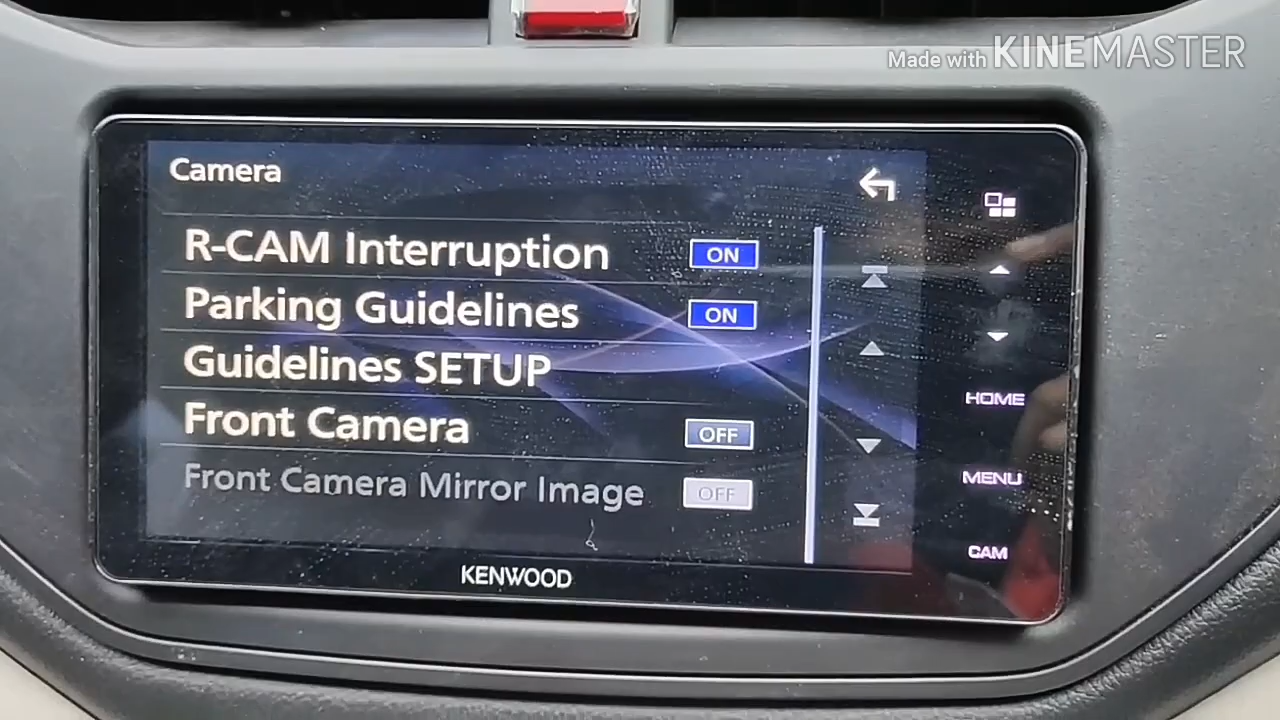 Made with KINEMASTER
Camera
R-CAM Interruption ON
Parking Guidelines ON
Guidelines SETUP
Front Camera OFF
Front Camera Mirror Image OFF
HOME
MENU
CAM
KENWOOD